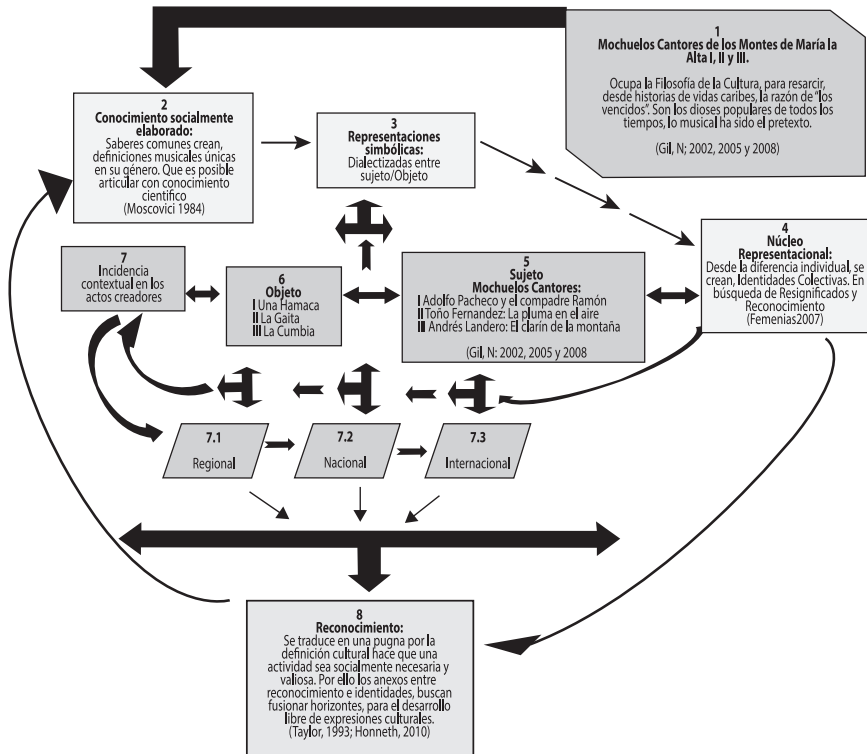 1
Mochuelos Cantores de los Montes de María la
Alta I, II y III.
Ocupa la Filosofía de la Cultura, para resarcir,
desde historias de vidas caribes, la razón de “los
vencidos”. Son los dioses populares de todos los
tiempos, lo musical ha sido el pretexto.
(Gil, N; 2002, 2005 y 2008)
2
Conocimiento socialmente
elaborado:
Saberes comunes crean,
definiciones musicales únicas
en su género. Que es posible
articular con conocimiento
científico
(Moscovici 1984)
3
Representaciones
simbólicas:
Dialectizadas entre
sujeto/Objeto
4
Núcleo
Representacional:
Desde la diferencia individual, se
crean, Identidades Colectivas. En
búsqueda de Resignificados y
Reconocimiento
(Femenias2007)
5
Sujeto
Mochuelos Cantores:
I Adolfo Pacheco y el compadre Ramón
II Toño Fernandez: La pluma en el aire
III Andrés Landero: El clarín de la montaña
(Gil, N: 2002, 2005 y 2008
6
Objeto
I Una Hamaca
II La Gaita
III La Cumbia
7
Incidencia
contextual en los
actos creadores
7.1
Regional
7.2
Nacional
7.3
Internacional
8
Reconocimiento:
Se traduce en una pugna por la
definición cultural hace que una
actividad sea socialmente necesaria y
valiosa. Por ello los anexos entre
reconocimiento e identidades, buscan
fusionar horizontes, para el desarrollo
libre de expresiones culturales.
(Taylor, 1993; Honneth, 2010)